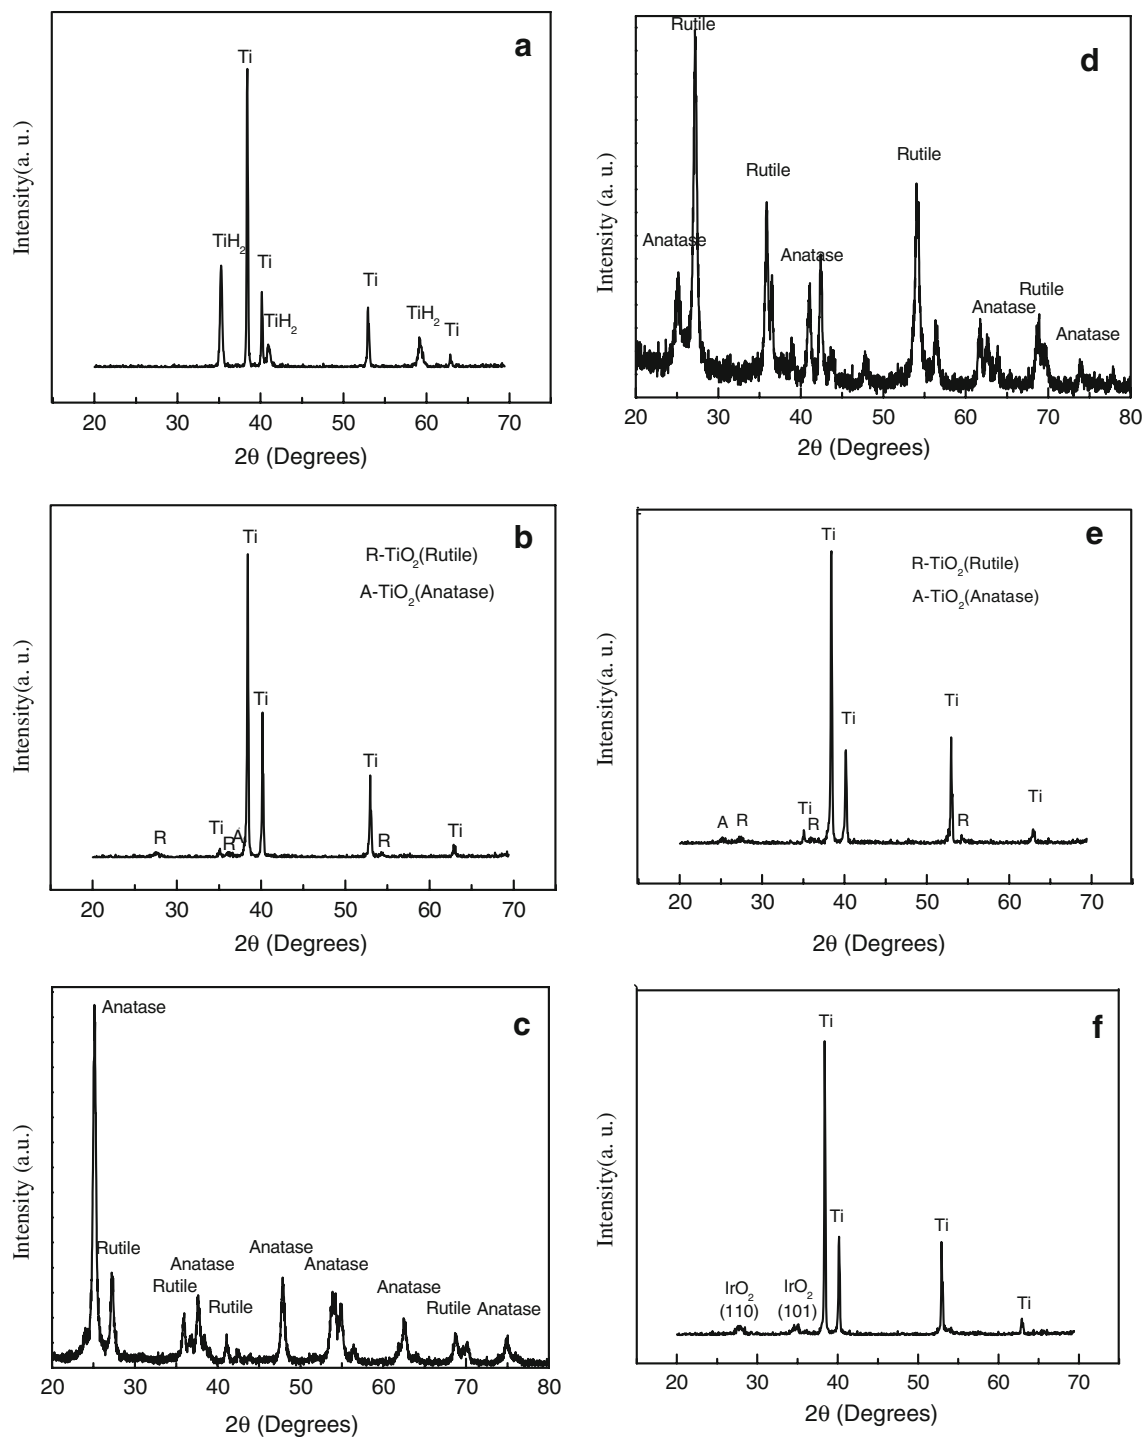 a
Ti
TiH2
Ti
TiH2
Ti
TiH2
Ti
Intensity(a. u.)
20 30 40 50 60 70
2θ (Degrees)
d
Rutile
Rutile
Rutile
Anatase
Anatase
Rutile
Anatase
Anatase
Intensity (a. u.)
20 30 40 50 60 70 80
2θ (Degrees)
b
Ti
R-TiO2(Rutile)
A-TiO2(Anatase)
Ti
Ti
R
Ti
R
A
R
Ti
Intensity(a. u.)
20 30 40 50 60 70
2θ (Degrees)
e
Ti
R-TiO2(Rutile)
A-TiO2(Anatase)
Ti
Ti
A
R
Ti
R
R
Ti
Intensity(a. u.)
20 30 40 50 60 70
2θ (Degrees)
c
Anatase
Rutile
Rutile
Anatase
Rutile
Anatase
Anatase
Anatase
Rutile
Anatase
Intensity (a.u.)
20 30 40 50 60 70 80
2θ (Degrees)
f
Ti
Ti
Ti
IrO2
(110)
IrO2
(101)
Ti
Intensity(a. u.)
20 30 40 50 60 70
2θ (Degrees)